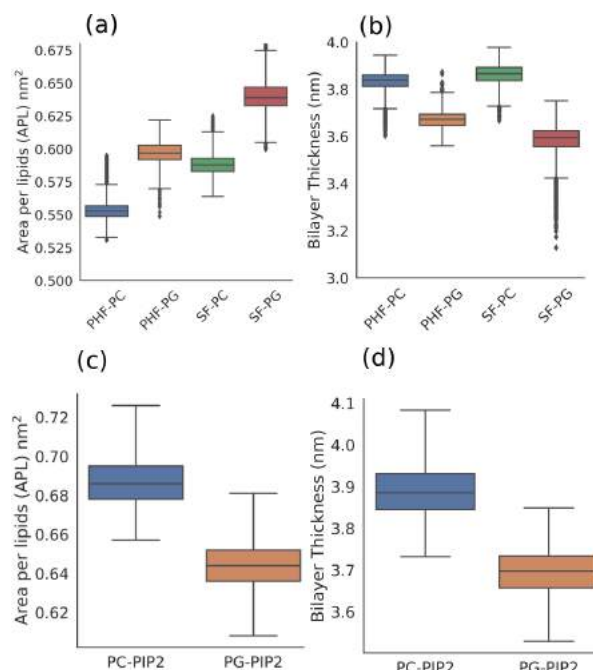 (a)
Area per lipids (APL) nm²
0.675
0.650
0.625
0.600
0.575
0.550
0.525
0.500
PHF-PC
PHF-PG
SF-PC
SF-PG
(b)
Bilayer Thickness (nm)
4.0
3.8
3.6
3.4
3.2
3.0
PHF-PC
PHF-PG
SF-PC
SF-PG
(c)
Area per lipids (APL) nm²
0.72
0.70
0.68
0.66
0.64
0.62
PC-PIP2
PG-PIP2
(d)
Bilayer Thickness (nm)
4.1
4.0
3.9
3.8
3.7
3.6
PC-PIP2
PG-PIP2